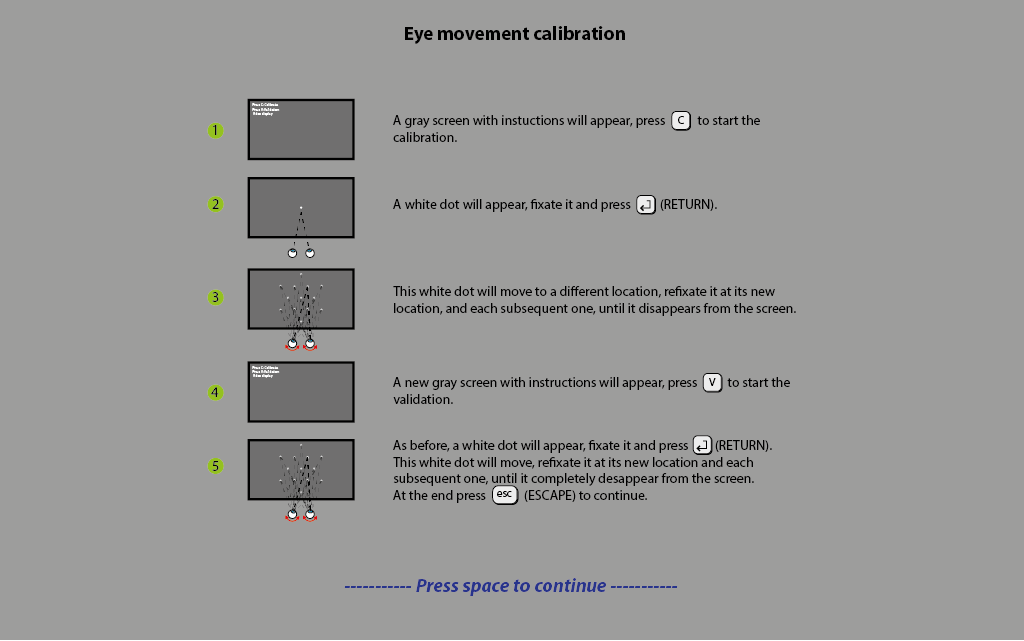 Eye movement calibration
1
A gray screen with instuctions will appear, press C to start the
calibration.
2
A white dot will appear, fixate it and press (RETURN).
3
This white dot will move to a different location, refixate it at its new
location, and each subsequent one, until it disappears from the screen.
4
A new gray screen with instructions will appear, press V to start the
validation.
5
As before, a white dot will appear, fixate it and press (RETURN).
This white dot will move, refixate it at its new location and each
subsequent one, until it completely desappear from the screen.
At the end press esc (ESCAPE) to continue.
----------- Press space to continue -----------